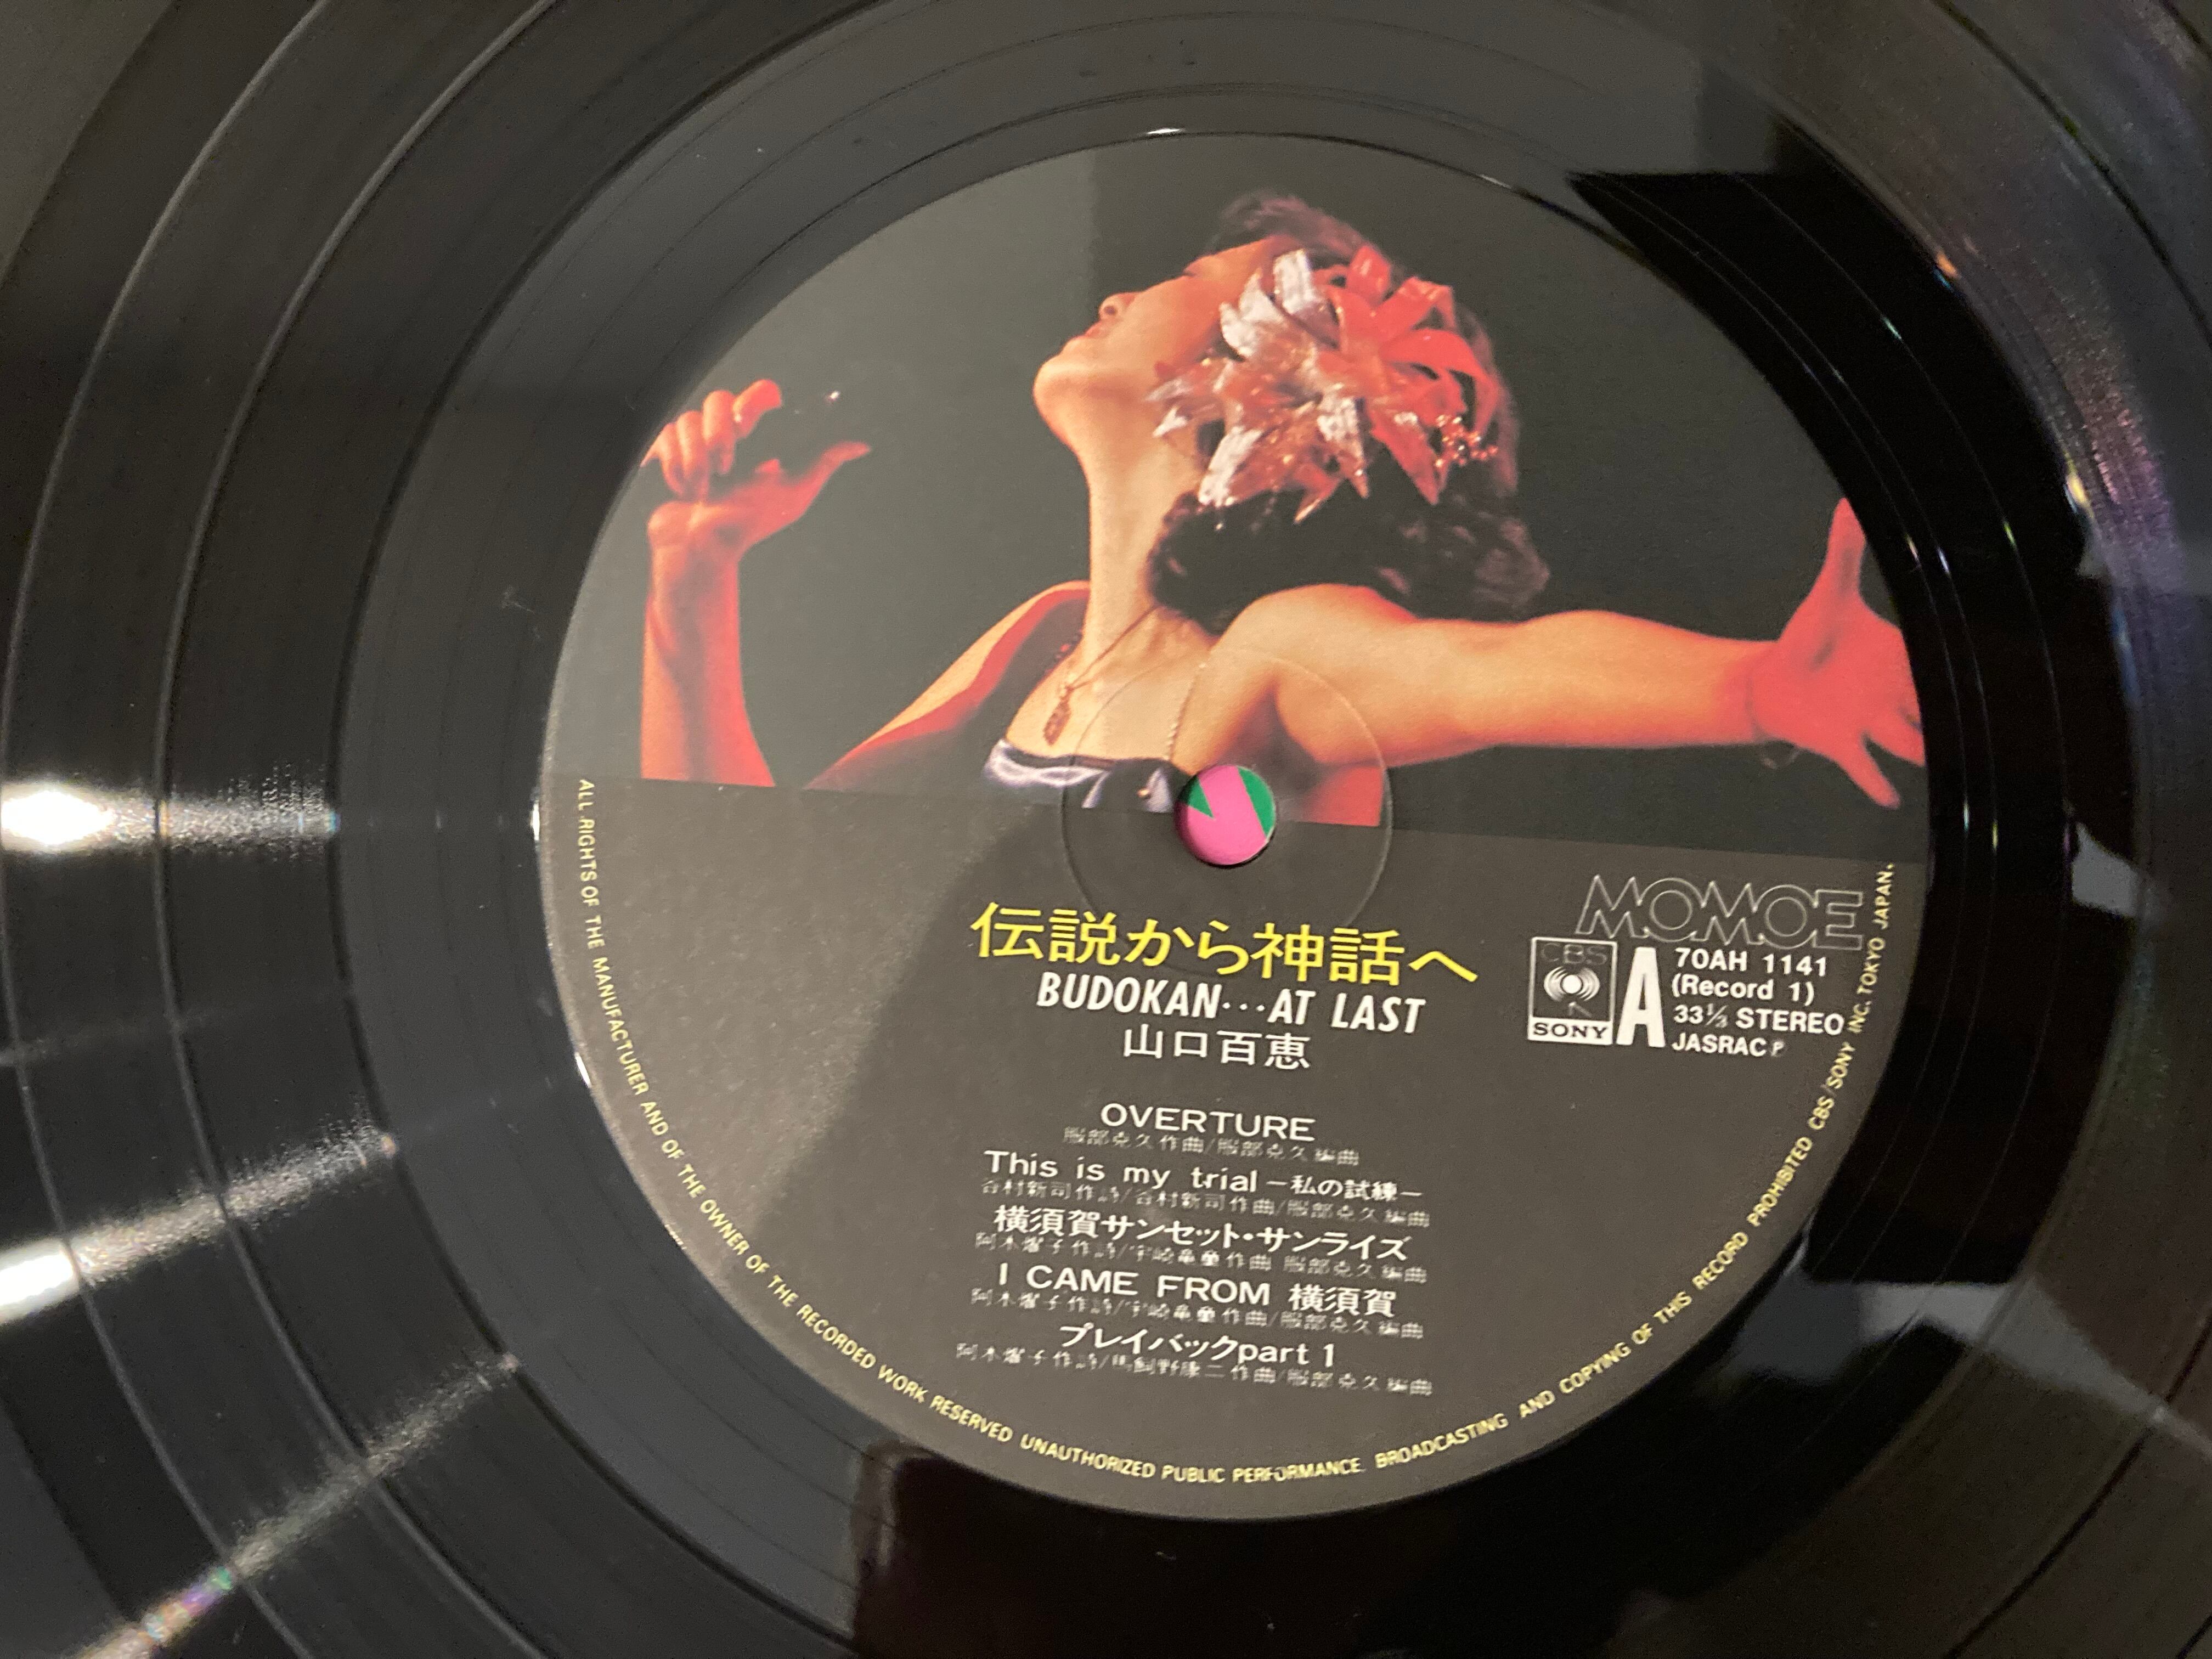 伝説から神話へ
BUDOKAN…AT LAST
山口百恵
MOMOE
CBS
SONY
A
70AH 1141
(Record 1)
33⅓ STEREO
JASRAC Ⓟ
OVERTURE
服部克久作曲/服部克久編曲
This is my trial －私の試練－
谷村新司作詩/谷村新司作曲/服部克久編曲
横須賀サンセット・サンライズ
阿木燿子作詩/宇崎竜童作曲 服部克久編曲
I CAME FROM 横須賀
阿木燿子作詩/宇崎竜童作曲/服部克久編曲
プレイバックpart 1
阿木燿子作詩/馬飼野康二作曲/服部克久編曲
ALL RIGHTS OF THE MANUFACTURER AND OF THE OWNER OF THE RECORDED WORK RESERVED UNAUTHORIZED PUBLIC PERFORMANCE. BROADCASTING AND COPYING OF THIS RECORD PROHIBITED CBS/SONY INC. TOKYO JAPAN.